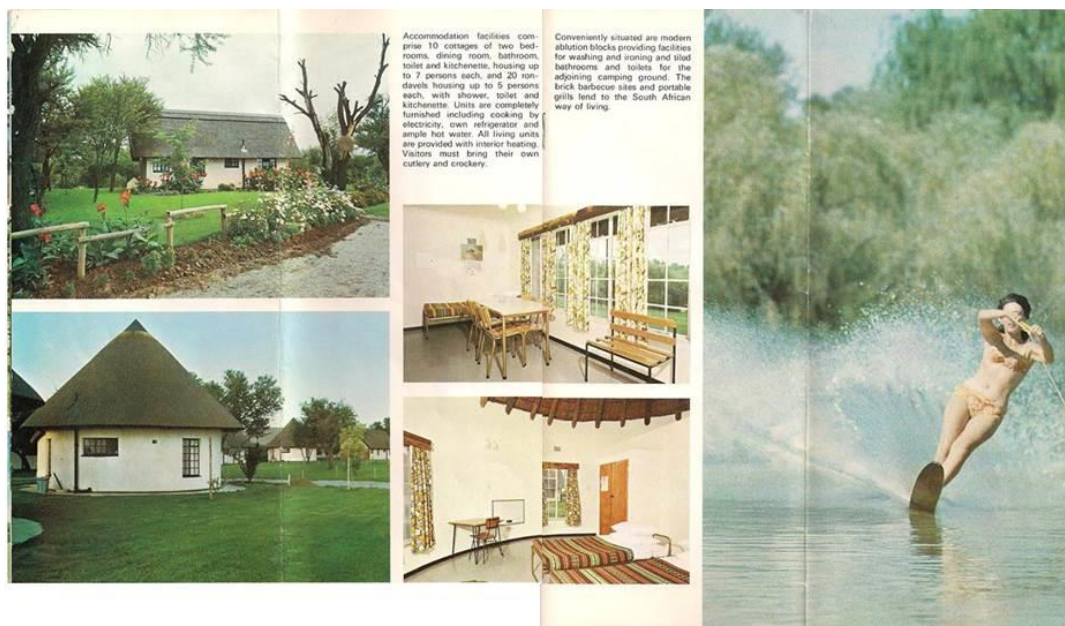 Accommodation facilities com-
prise 10 cottages of two bed-
rooms, dining room, bathroom,
toilet and kitchenette, housing up
to 7 persons each, and 20 ron-
davels housing up to 5 persons
each, with shower, toilet and
kitchenette. Units are completely
furnished including cooking by
electricity, own refrigerator and
ample hot water. All living units
are provided with interior heating.
Visitors must bring their own
cutlery and crockery.
Conveniently situated are modern
ablution blocks providing facilities
for washing and ironing and tiled
bathrooms and toilets for the
adjoining camping ground. The
brick barbecue sites and portable
grills lend to the South African
way of living.